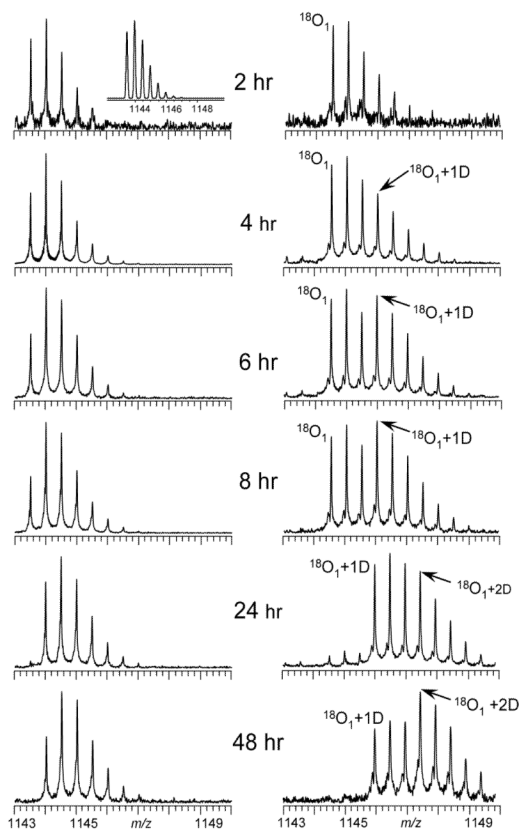 ¹⁸O₁
2 hr
1144 1146 1148
¹⁸O₁
¹⁸O₁+1D
4 hr
¹⁸O₁
¹⁸O₁+1D
6 hr
¹⁸O₁
¹⁸O₁+1D
8 hr
¹⁸O₁+1D
¹⁸O₁+2D
24 hr
¹⁸O₁+1D
¹⁸O₁ +2D
48 hr
1143 1145 m/z 1149
1143 1145 m/z 1149